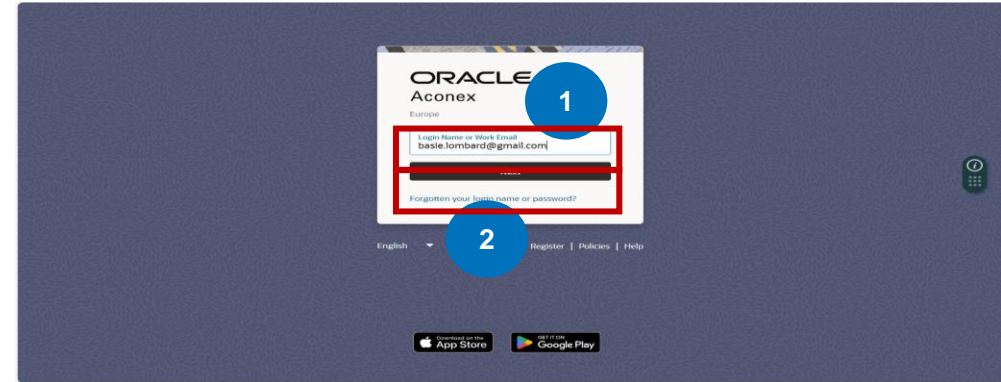 ORACLE
Aconex
1
Europe
Login Name or Work Email
basie.lombard@gmail.com
Next
Forgotten your login name or password?
2
English
Register | Policies | Help
Download on the
App Store
GET IT ON
Google Play